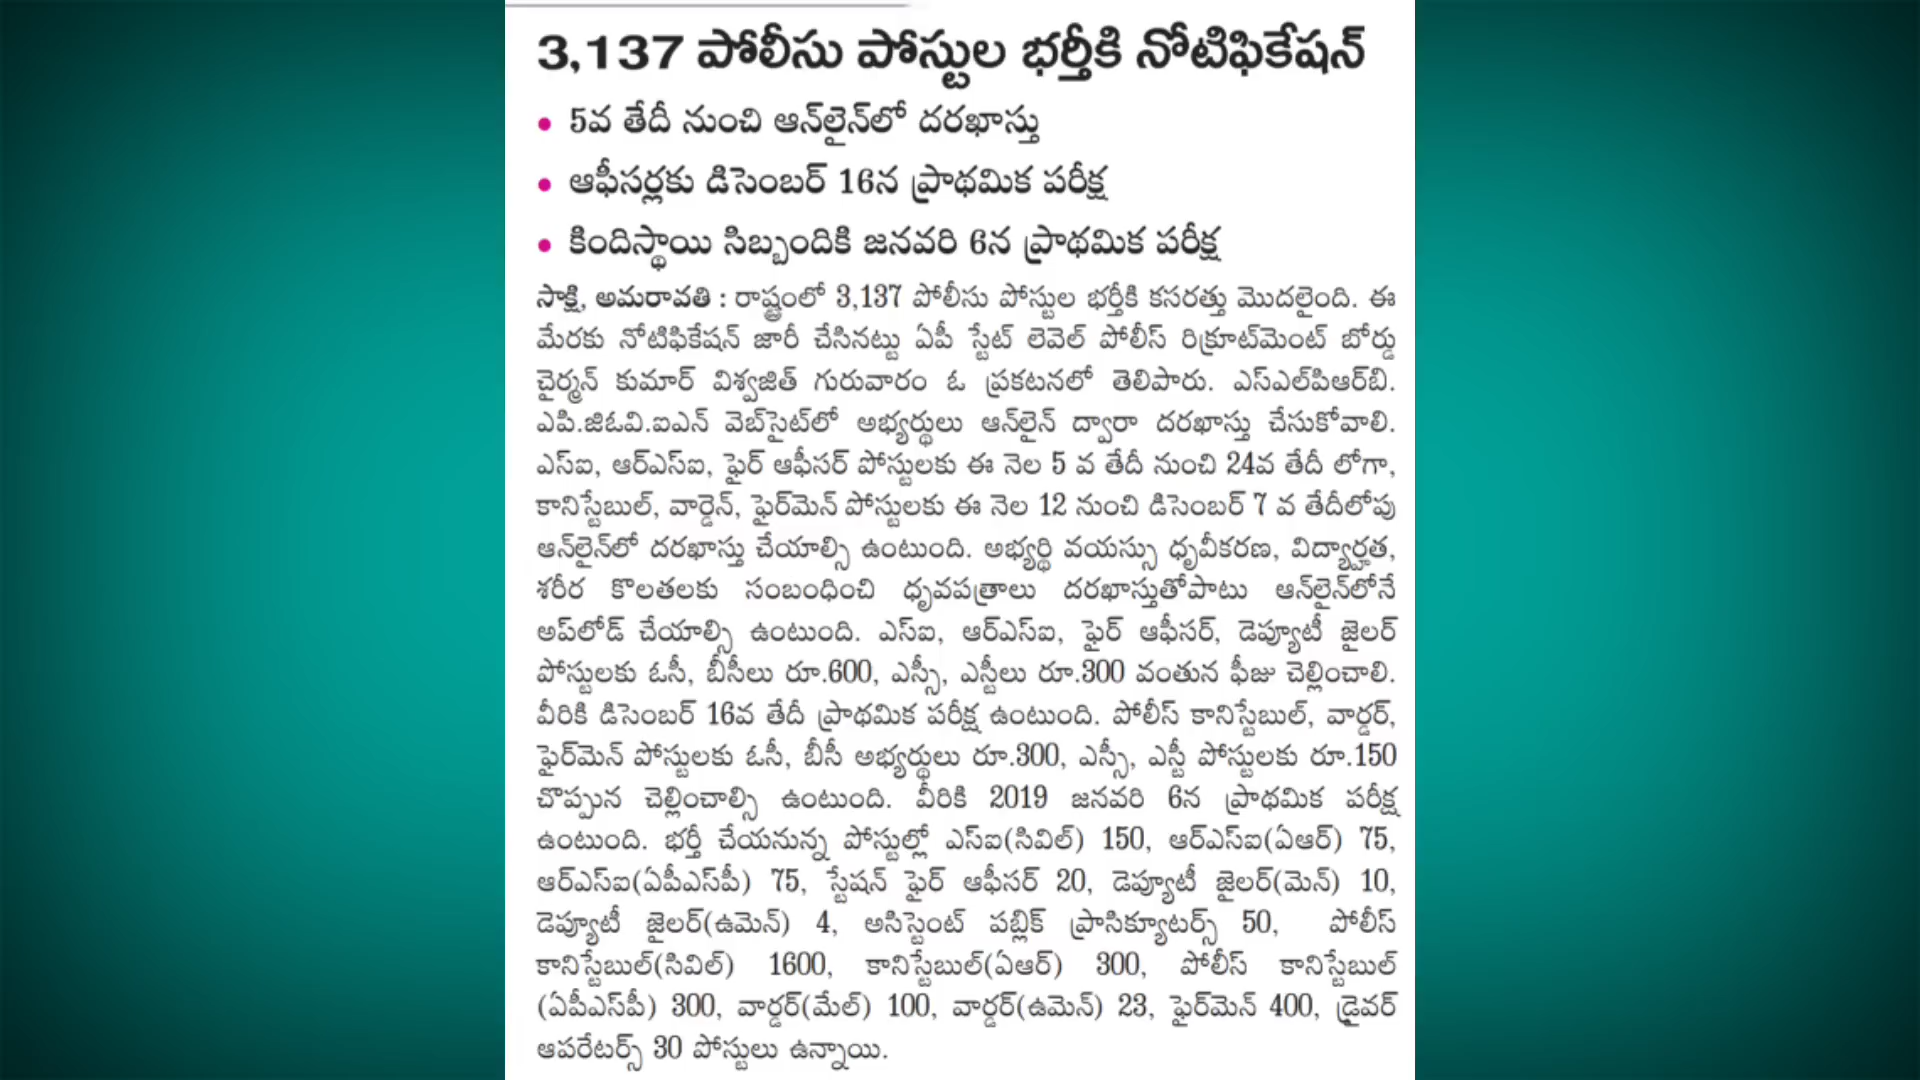 3,137 పోలీసు పోస్టుల భర్తీకి నోటిఫికేషన్
• 5వ తేదీ నుంచి ఆన్‌లైన్‌లో దరఖాస్తు
• ఆఫీసర్లకు డిసెంబర్ 16న ప్రాథమిక పరీక్ష
• కిందిస్థాయి సిబ్బందికి జనవరి 6న ప్రాథమిక పరీక్ష
సాక్షి, అమరావతి : రాష్ట్రంలో 3,137 పోలీసు పోస్టుల భర్తీకి కసరత్తు మొదలైంది. ఈ
మేరకు నోటిఫికేషన్ జారీ చేసినట్టు ఏపీ స్టేట్ లెవెల్ పోలీస్ రిక్రూట్‌మెంట్ బోర్డు
చైర్మన్ కుమార్ విశ్వజిత్ గురువారం ఓ ప్రకటనలో తెలిపారు. ఎస్ఎల్‌పిఆర్‌బి.
ఎపి.జిఓవి.ఐఎన్ వెబ్‌సైట్‌లో అభ్యర్థులు ఆన్‌లైన్ ద్వారా దరఖాస్తు చేసుకోవాలి.
ఎస్ఐ, ఆర్ఎస్ఐ, ఫైర్ ఆఫీసర్ పోస్టులకు ఈ నెల 5 వ తేదీ నుంచి 24వ తేదీ లోగా,
కానిస్టేబుల్, వార్డెన్, ఫైర్‌మెన్ పోస్టులకు ఈ నెల 12 నుంచి డిసెంబర్ 7 వ తేదీలోపు
ఆన్‌లైన్‌లో దరఖాస్తు చేయాల్సి ఉంటుంది. అభ్యర్థి వయస్సు ధృవీకరణ, విద్యార్హత,
శరీర కొలతలకు సంబంధించి ధృవపత్రాలు దరఖాస్తుతోపాటు ఆన్‌లైన్‌లోనే
అప్‌లోడ్ చేయాల్సి ఉంటుంది. ఎస్ఐ, ఆర్ఎస్ఐ, ఫైర్ ఆఫీసర్, డెప్యూటీ జైలర్
పోస్టులకు ఓసీ, బీసీలు రూ.600, ఎస్సీ, ఎస్టీలు రూ.300 వంతున ఫీజు చెల్లించాలి.
వీరికి డిసెంబర్ 16వ తేదీ ప్రాథమిక పరీక్ష ఉంటుంది. పోలీస్ కానిస్టేబుల్, వార్డర్,
ఫైర్‌మెన్ పోస్టులకు ఓసీ, బీసీ అభ్యర్థులు రూ.300, ఎస్సీ, ఎస్టీ పోస్టులకు రూ.150
చొప్పున చెల్లించాల్సి ఉంటుంది. వీరికి 2019 జనవరి 6న ప్రాథమిక పరీక్ష
ఉంటుంది. భర్తీ చేయనున్న పోస్టుల్లో ఎస్ఐ(సివిల్) 150, ఆర్ఎస్ఐ(ఏఆర్) 75,
ఆర్ఎస్ఐ(ఏపీఎస్‌పీ) 75, స్టేషన్ ఫైర్ ఆఫీసర్ 20, డెప్యూటీ జైలర్(మెన్) 10,
డెప్యూటీ జైలర్(ఉమెన్) 4, అసిస్టెంట్ పబ్లిక్ ప్రాసిక్యూటర్స్ 50, పోలీస్
కానిస్టేబుల్(సివిల్) 1600, కానిస్టేబుల్(ఏఆర్) 300, పోలీస్ కానిస్టేబుల్
(ఏపీఎస్‌పీ) 300, వార్డర్(మేల్) 100, వార్డర్(ఉమెన్) 23, ఫైర్‌మెన్ 400, డ్రైవర్
ఆపరేటర్స్ 30 పోస్టులు ఉన్నాయి.